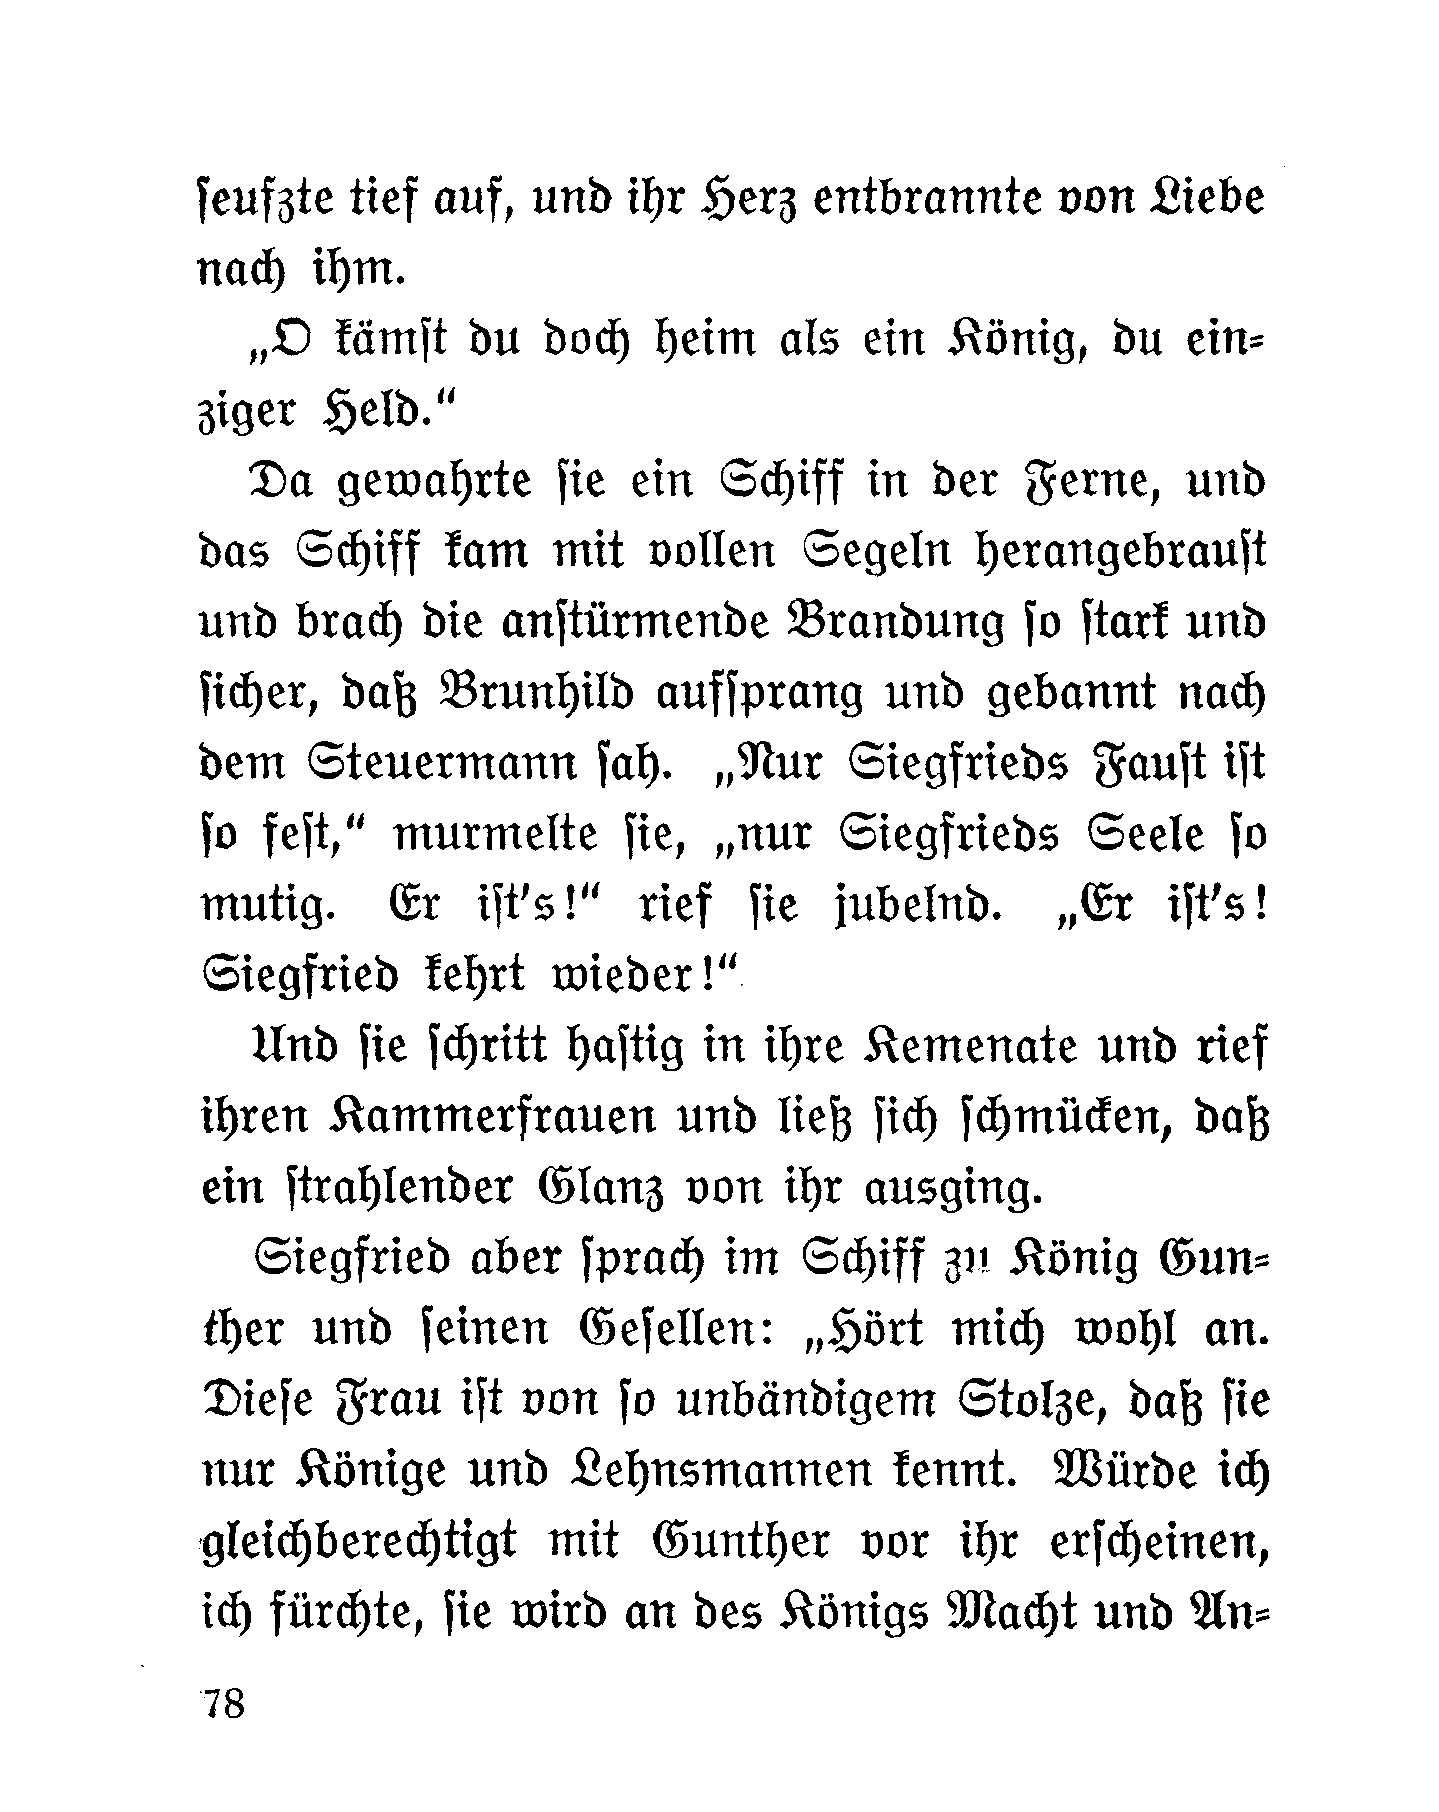 ſeufzte tief auf, und ihr Herz entbrannte von Liebe
nach ihm.
„O kämſt du doch heim als ein König, du ein⸗
ziger Held.“
Da gewahrte ſie ein Schiff in der Ferne, und
das Schiff kam mit vollen Segeln herangebrauſt
und brach die anſtürmende Brandung ſo ſtark und
ſicher, daß Brunhild aufſprang und gebannt nach
dem Steuermann ſah. „Nur Siegfrieds Fauſt iſt
ſo feſt,“ murmelte ſie, „nur Siegfrieds Seele ſo
mutig. Er iſt's!“ rief ſie jubelnd. „Er iſt's!
Siegfried kehrt wieder!“
Und ſie ſchritt haſtig in ihre Kemenate und rief
ihren Kammerfrauen und ließ ſich ſchmücken, daß
ein ſtrahlender Glanz von ihr ausging.
Siegfried aber ſprach im Schiff zu König Gun⸗
ther und ſeinen Geſellen: „Hört mich wohl an.
Dieſe Frau iſt von ſo unbändigem Stolze, daß ſie
nur Könige und Lehnsmannen kennt. Würde ich
gleichberechtigt mit Gunther vor ihr erſcheinen,
ich fürchte, ſie wird an des Königs Macht und An⸗
78